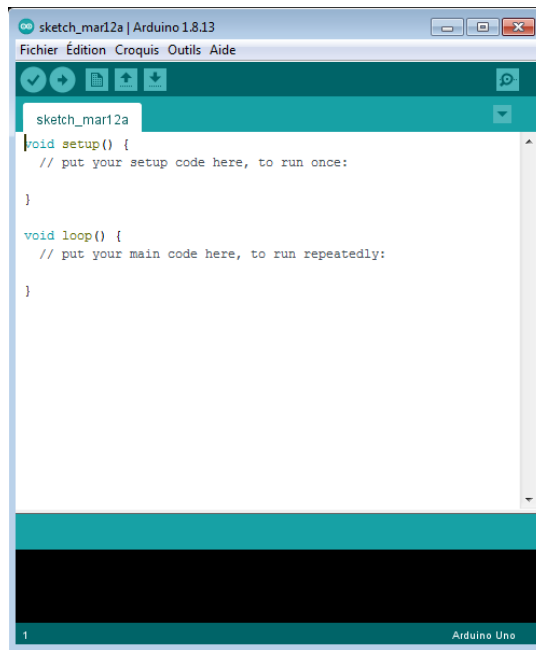 sketch_mar12a | Arduino 1.8.13
Fichier Édition Croquis Outils Aide
sketch_mar12a
void setup() {
// put your setup code here, to run once:
}
void loop() {
// put your main code here, to run repeatedly:
}
1 Arduino Uno